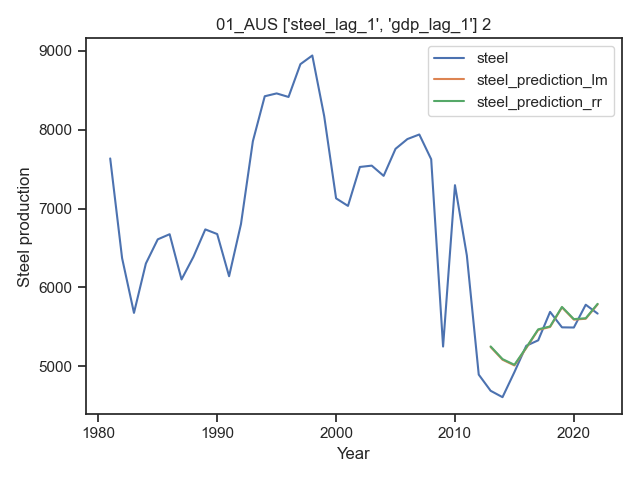 01_AUS ['steel_lag_1', 'gdp_lag_1'] 2
steel
steel_prediction_lm
steel_prediction_rr
Steel production
9000
8000
7000
6000
5000
1980
1990
2000
2010
2020
Year